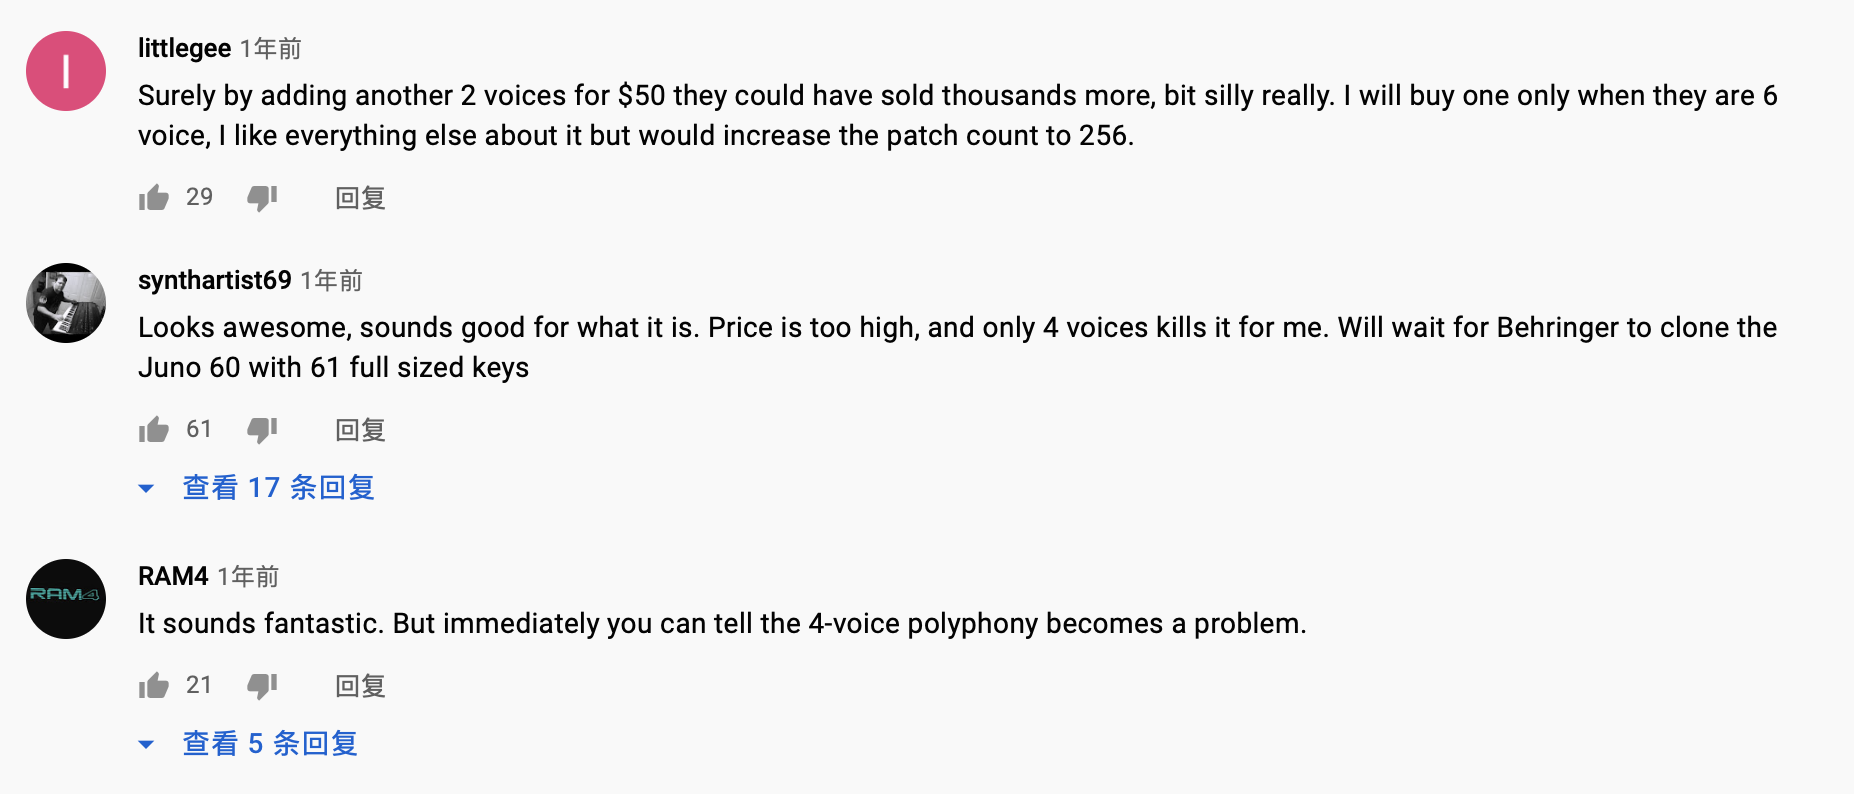 littlegee 1年前
Surely by adding another 2 voices for $50 they could have sold thousands more, bit silly really. I will buy one only when they are 6
voice, I like everything else about it but would increase the patch count to 256.
29 回复
synthartist69 1年前
Looks awesome, sounds good for what it is. Price is too high, and only 4 voices kills it for me. Will wait for Behringer to clone the
Juno 60 with 61 full sized keys
61 回复
查看 17 条回复
RAM4 1年前
RAM4
It sounds fantastic. But immediately you can tell the 4-voice polyphony becomes a problem.
21 回复
查看 5 条回复